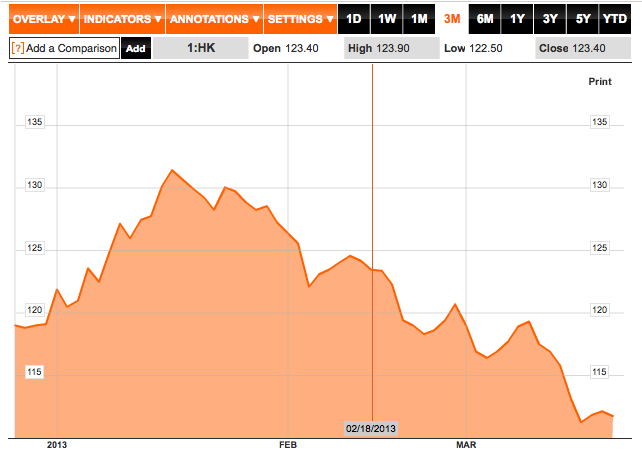 OVERLAY ▼ INDICATORS ▼ ANNOTATIONS ▼ SETTINGS ▼ 1D 1W 1M 3M 6M 1Y 3Y 5Y YTD
[?] Add a Comparison Add 1:HK Open 123.40 High 123.90 Low 122.50 Close 123.40
Print
135 135
130 130
125 125
120 120
115 115
02/18/2013
2013 FEB MAR